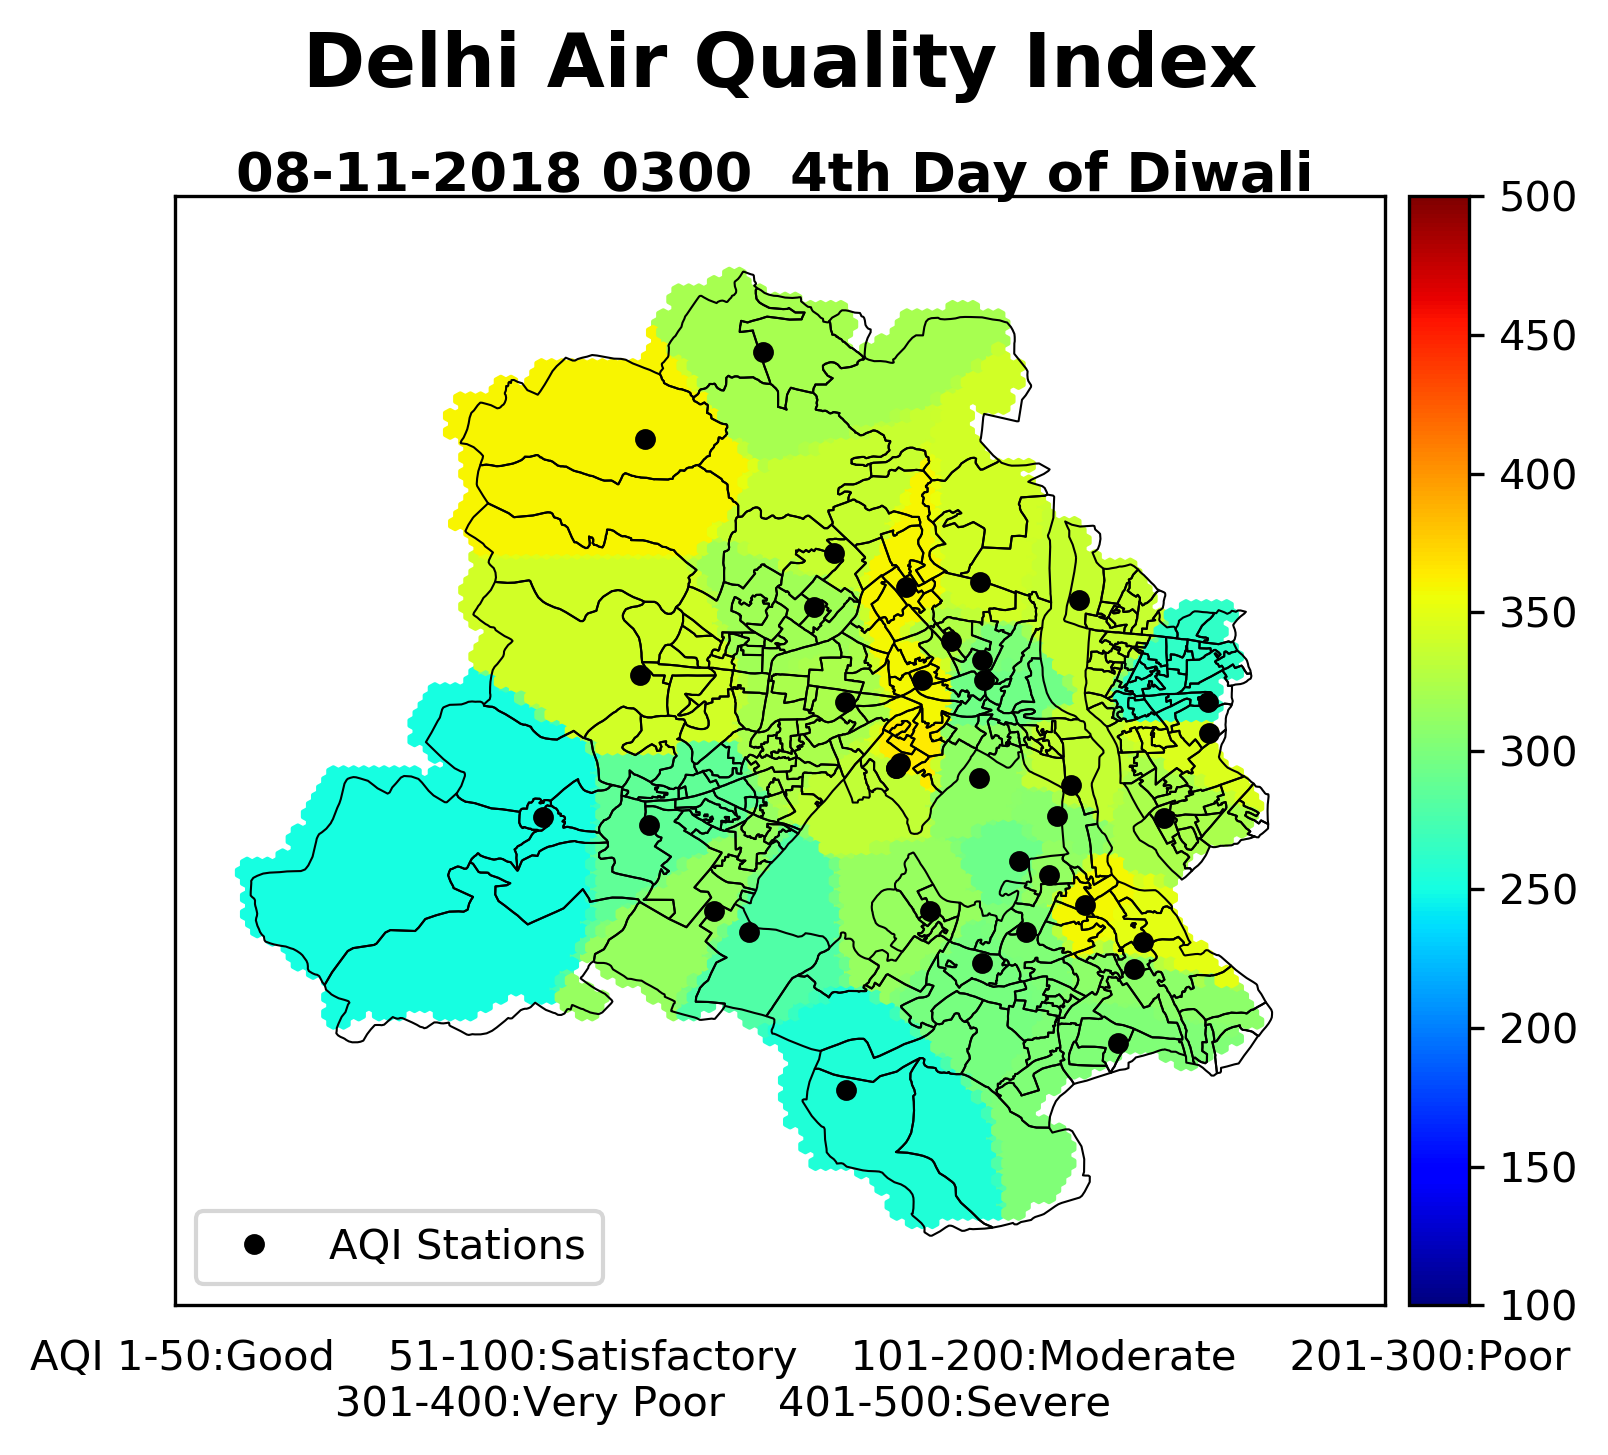 Delhi Air Quality Index
08-11-2018 0300 4th Day of Diwali
500
450
400
350
300
250
200
150
100
AQI Stations
AQI 1-50:Good 51-100:Satisfactory 101-200:Moderate 201-300:Poor
301-400:Very Poor 401-500:Severe